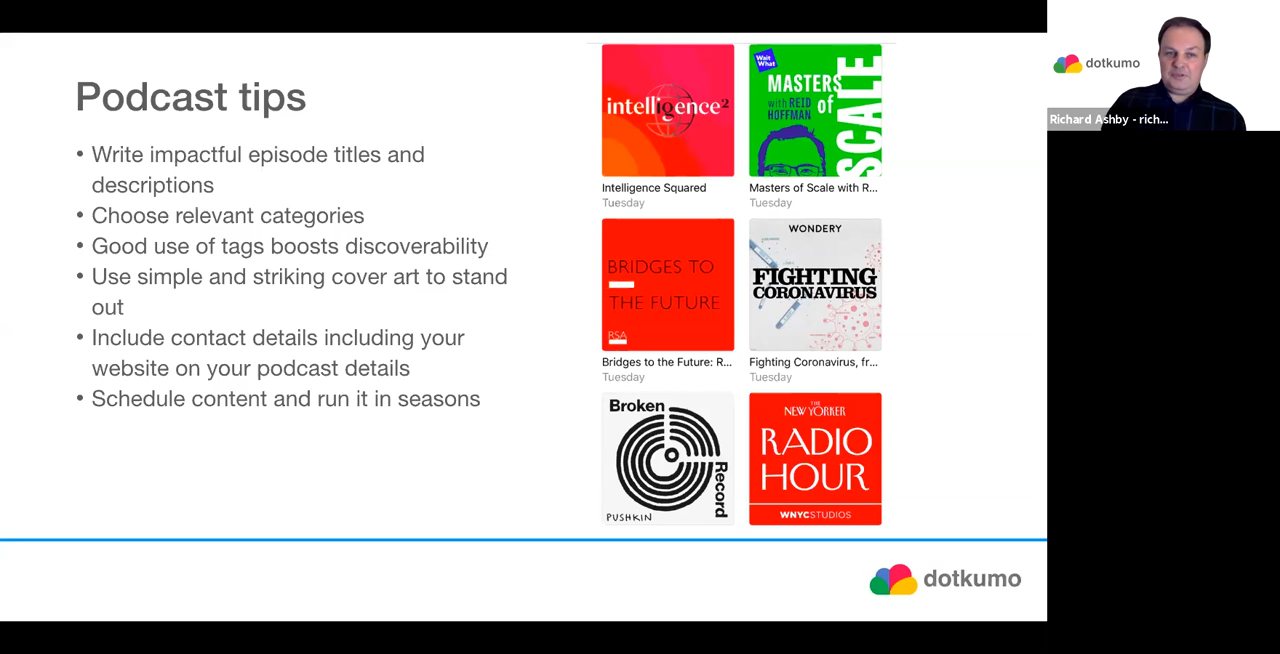 Podcast tips
• Write impactful episode titles and
descriptions
• Choose relevant categories
• Good use of tags boosts discoverability
• Use simple and striking cover art to stand
out
• Include contact details including your
website on your podcast details
• Schedule content and run it in seasons
intelligence²
Intelligence Squared
Tuesday
Wait
What
MASTERS
with REID
HOFFMAN
of
SCALE
Masters of Scale with R...
Tuesday
BRIDGES TO
THE FUTURE
RSA
Bridges to the Future: R...
Tuesday
WONDERY
FIGHTING
CORONAVIRUS
Fighting Coronavirus, fr...
Tuesday
Broken
Record
PUSHKIN
THE
NEW YORKER
RADIO
HOUR
WNYCSTUDIOS
dotkumo
dotkumo
Richard Ashby - rich...